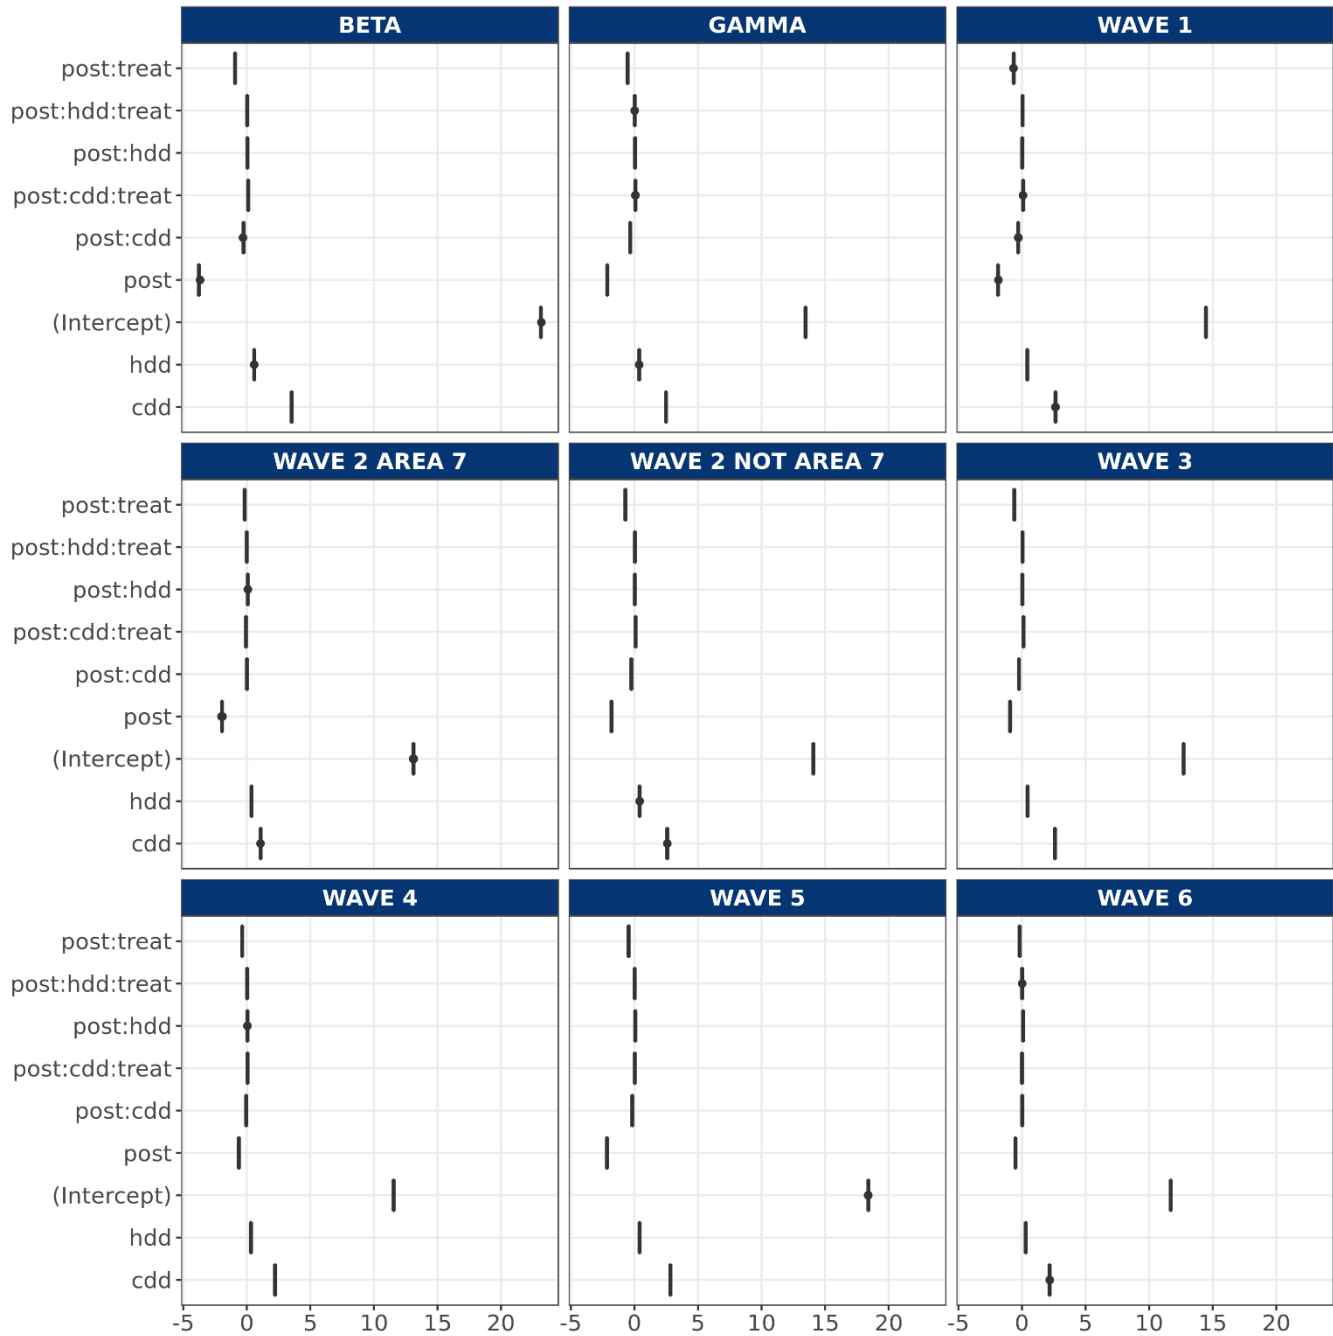 BETA GAMMA WAVE 1
post:treat
post:hdd:treat
post:hdd
post:cdd:treat
post:cdd
post
(Intercept)
hdd
cdd
WAVE 2 AREA 7 WAVE 2 NOT AREA 7 WAVE 3
post:treat
post:hdd:treat
post:hdd
post:cdd:treat
post:cdd
post
(Intercept)
hdd
cdd
WAVE 4 WAVE 5 WAVE 6
post:treat
post:hdd:treat
post:hdd
post:cdd:treat
post:cdd
post
(Intercept)
hdd
cdd
-5 0 5 10 15 20 -5 0 5 10 15 20 -5 0 5 10 15 20